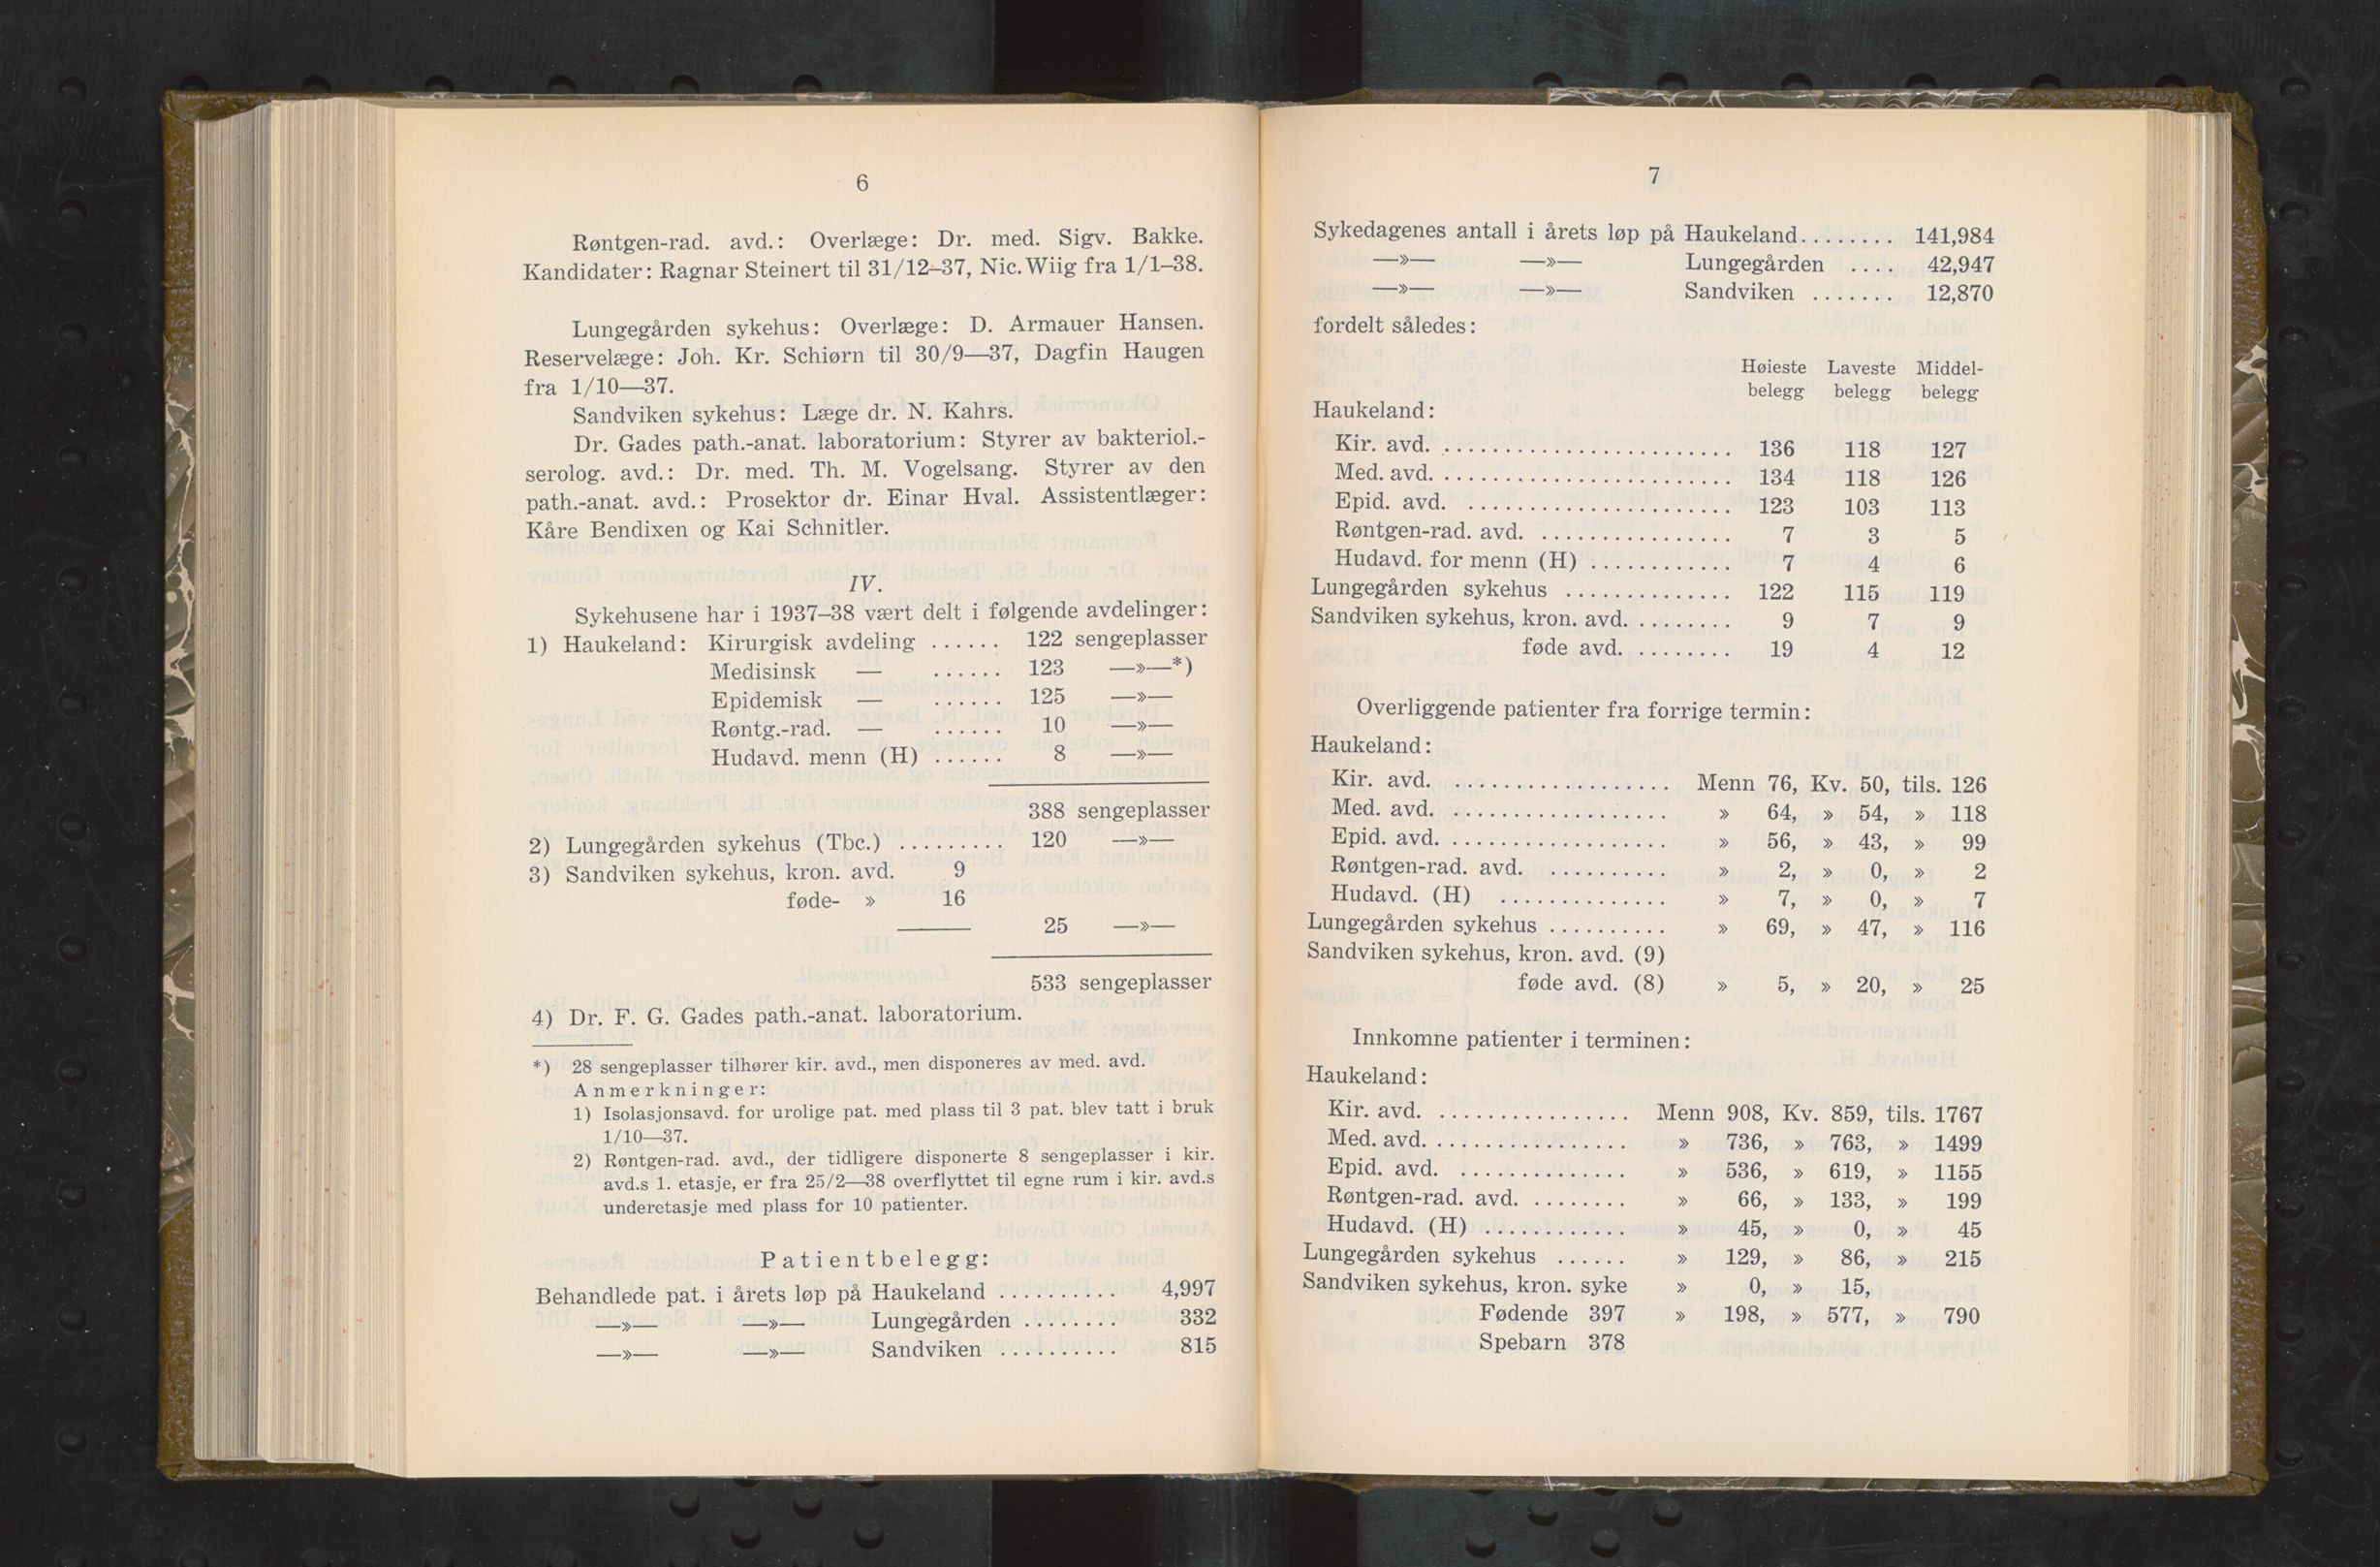 6
Røntgen-rad. avd.: Overlæge: Dr. med. Sigv. Bakke.
Kandidater: Ragnar Steinert til 31/12–37, Nic. Wiig fra 1/1–38.
Lungegården sykehus: Overlæge: D. Armauer Hansen.
Reservelæge: Joh. Kr. Schiørn til 30/9—37, Dagfin Haugen
fra 1/10—37.
Sandviken sykehus: Læge dr. N. Kahrs.
Dr. Gades path.-anat. laboratorium: Styrer av bakteriol.-
serolog. avd.: Dr. med. Th. M. Vogelsang. Styrer av den
path.-anat. avd.: Prosektor dr. Einar Hval. Assistentlæger:
Kåre Bendixen og Kai Schnitler.
IV.
Sykehusene har i 1937–38 vært delt i følgende avdelinger:
1) Haukeland: Kirurgisk avdeling ...... 122 sengeplasser
Medisinsk — ...... 123 —»—*)
Epidemisk — ...... 125 —»—
Røntg.-rad. — ...... 10 —»—
Hudavd. menn (H) ...... 8 —»—
388 sengeplasser
2) Lungegården sykehus (Tbc.) ......... 120 —»—
3) Sandviken sykehus, kron. avd. 9
føde- » 16
25 —»—
533 sengeplasser
4) Dr. F. G. Gades path.-anat. laboratorium.
*) 28 sengeplasser tilhører kir. avd., men disponeres av med. avd.
Anmerkninger:
1) Isolasjonsavd. for urolige pat. med plass til 3 pat. blev tatt i bruk
1/10—37.
2) Røntgen-rad. avd., der tidligere disponerte 8 sengeplasser i kir.
avd.s 1. etasje, er fra 25/2—38 overflyttet til egne rum i kir. avd.s
underetasje med plass for 10 patienter.
Patientbelegg:
Behandlede pat. i årets løp på Haukeland .......... 4,997
—»— —»— Lungegården ........ 332
—»— —»— Sandviken .......... 815
7
Sykedagenes antall i årets løp på Haukeland........ 141,984
—»— —»— Lungegården .... 42,947
—»— —»— Sandviken ....... 12,870
fordelt således:
Høieste Laveste Middel-
belegg belegg belegg
Haukeland:
Kir. avd. ........................ 136 118 127
Med. avd. ........................ 134 118 126
Epid. avd. ...................... 123 103 113
Røntgen-rad. avd. ................ 7 3 5
Hudavd. for menn (H) ............ 7 4 6
Lungegården sykehus .............. 122 115 119
Sandviken sykehus, kron. avd. ......... 9 7 9
føde avd. ......... 19 4 12
Overliggende patienter fra forrige termin:
Haukeland:
Kir. avd. .................. Menn 76, Kv. 50, tils. 126
Med. avd. .................. » 64, » 54, » 118
Epid. avd. .................. » 56, » 43, » 99
Røntgen-rad. avd. ............ » 2, » 0, » 2
Hudavd. (H) .............. » 7, » 0, » 7
Lungegården sykehus .......... » 69, » 47, » 116
Sandviken sykehus, kron. avd. (9)
føde avd. (8) » 5, » 20, » 25
Innkomne patienter i terminen:
Haukeland:
Kir. avd. ................ Menn 908, Kv. 859, tils. 1767
Med. avd. ................ » 736, » 763, » 1499
Epid. avd. .............. » 536, » 619, » 1155
Røntgen-rad. avd. ........ » 66, » 133, » 199
Hudavd. (H) ............ » 45, » 0, » 45
Lungegården sykehus ...... » 129, » 86, » 215
Sandviken sykehus, kron. syke » 0, » 15,
Fødende 397 » 198, » 577, » 790
Spebarn 378